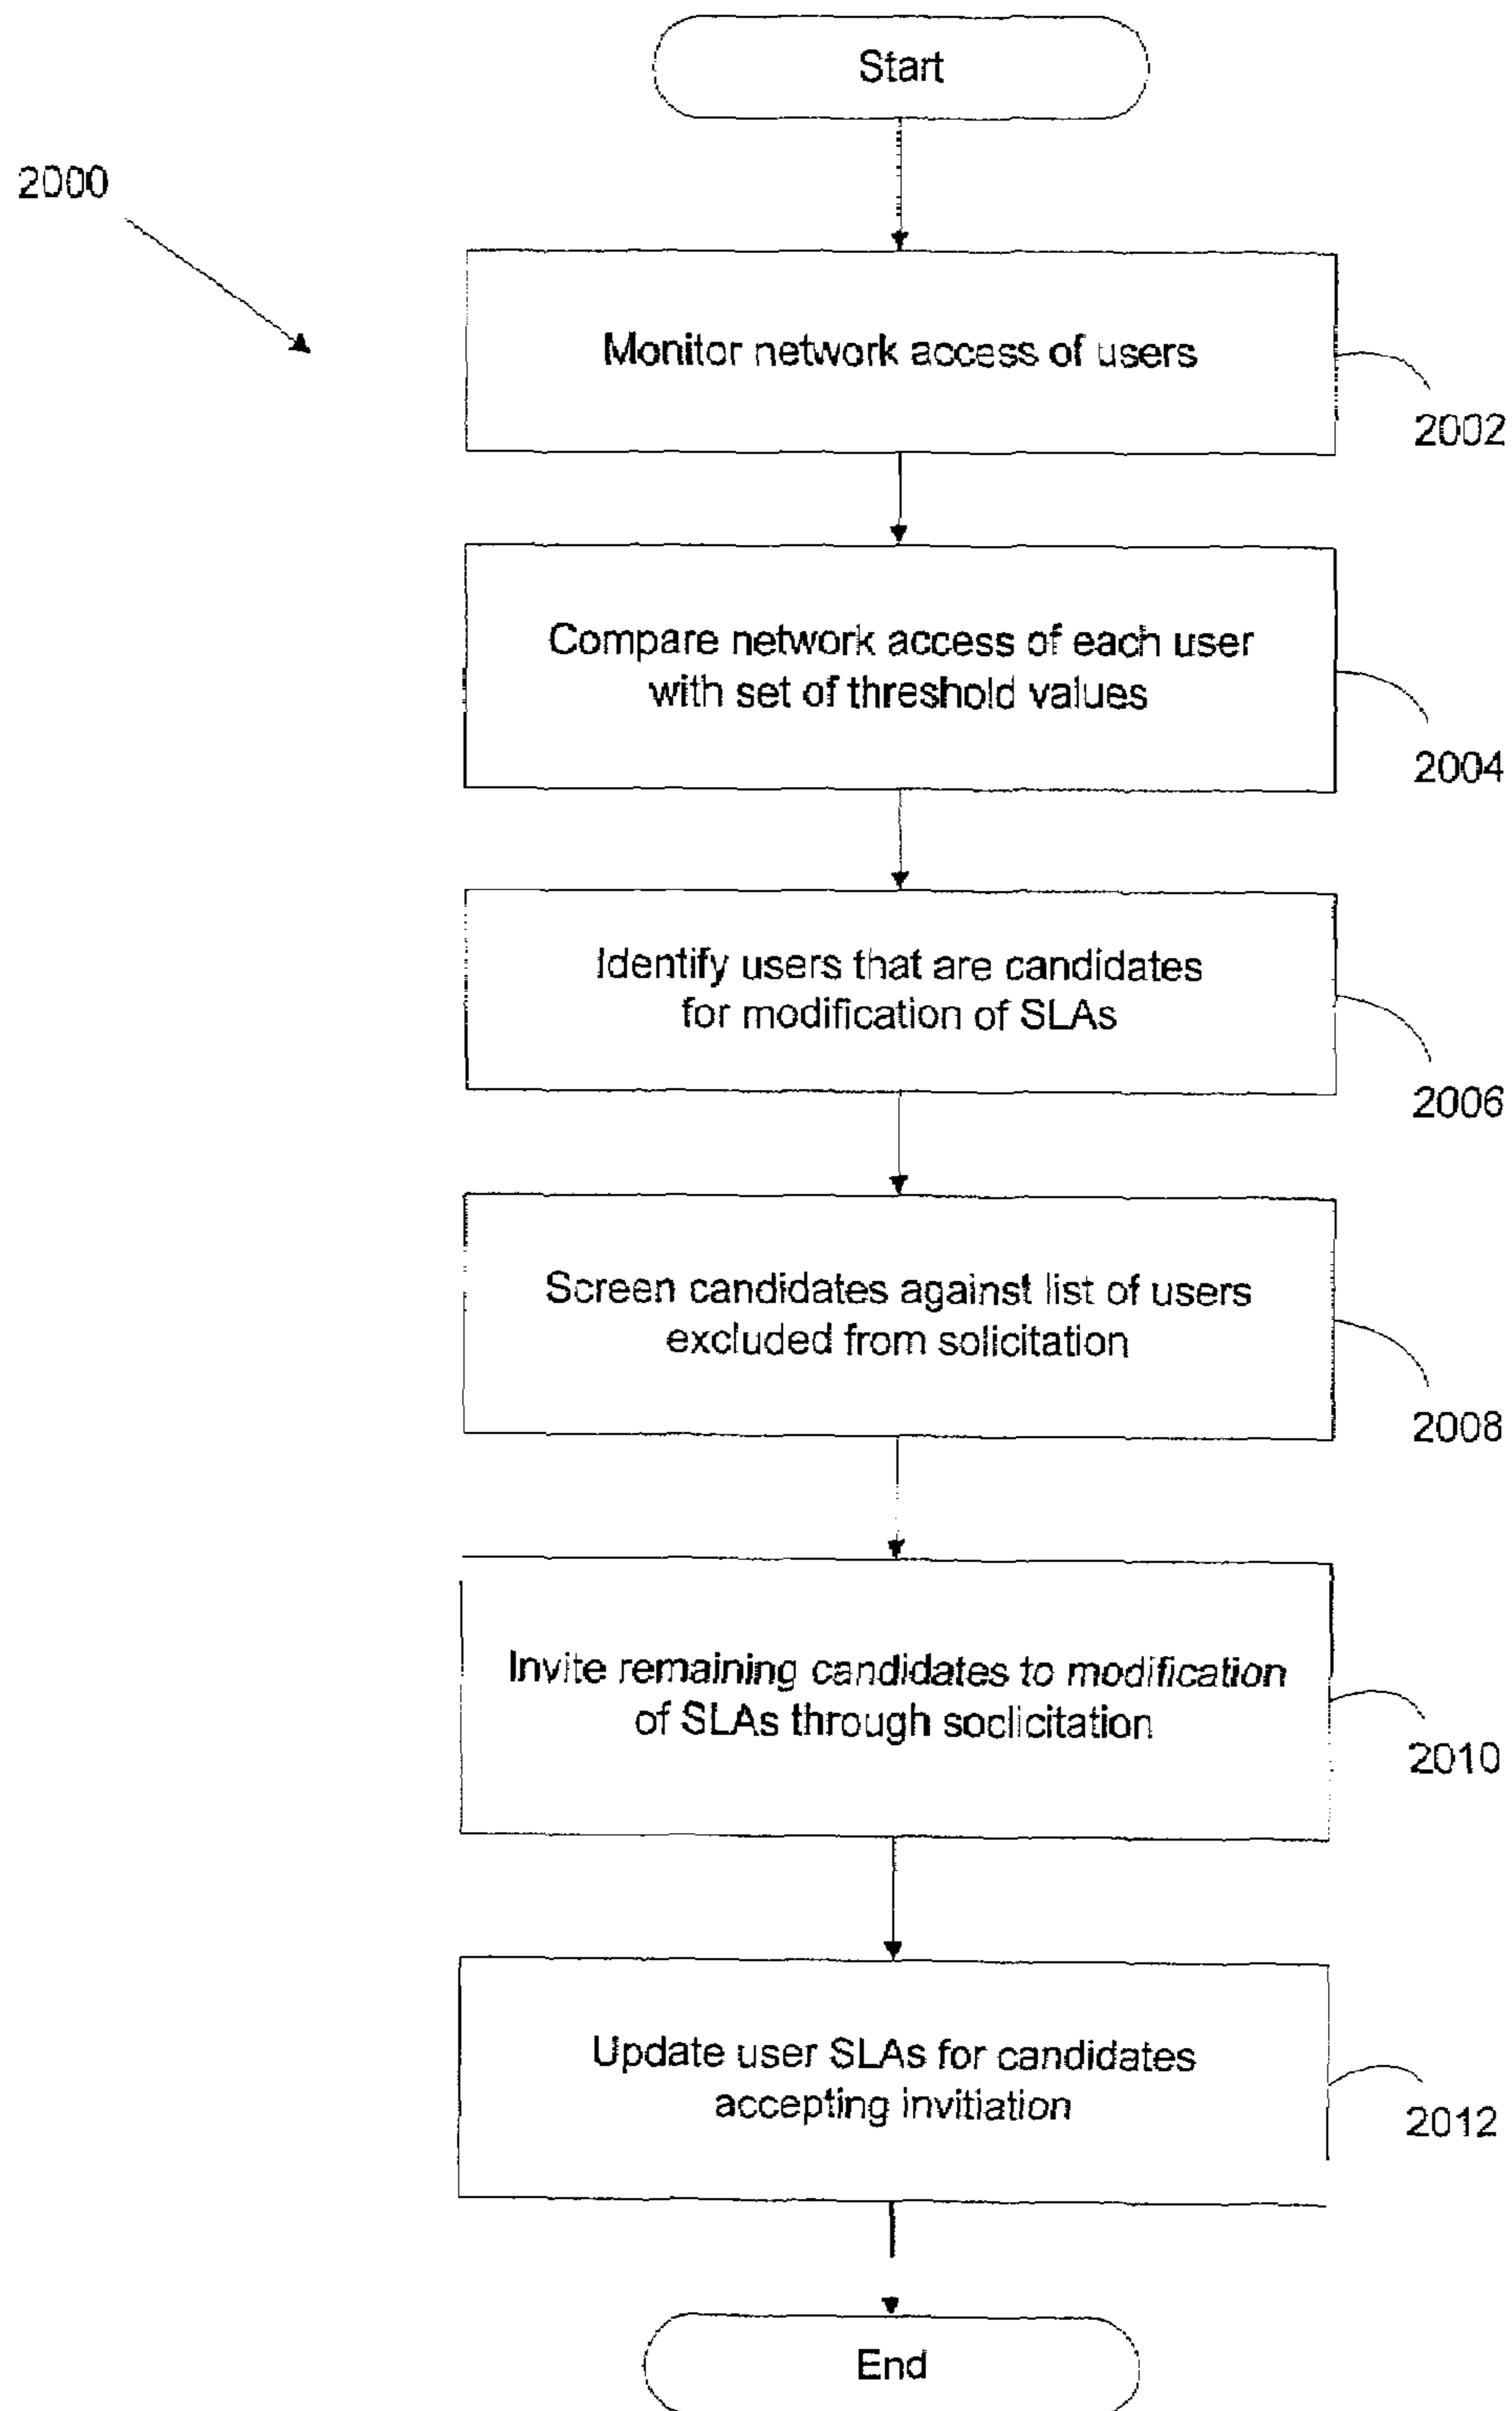 Start
2000
Monitor network access of users
2002
Compare network access of each user
with set of threshold values
2004
Identify users that are candidates
for modification of SLAs
2006
Screen candidates against list of users
excluded from solicitation
2008
Invite remaining candidates to modification
of SLAs through soclicitation
2010
Update user SLAs for candidates
accepting invitiation
2012
End